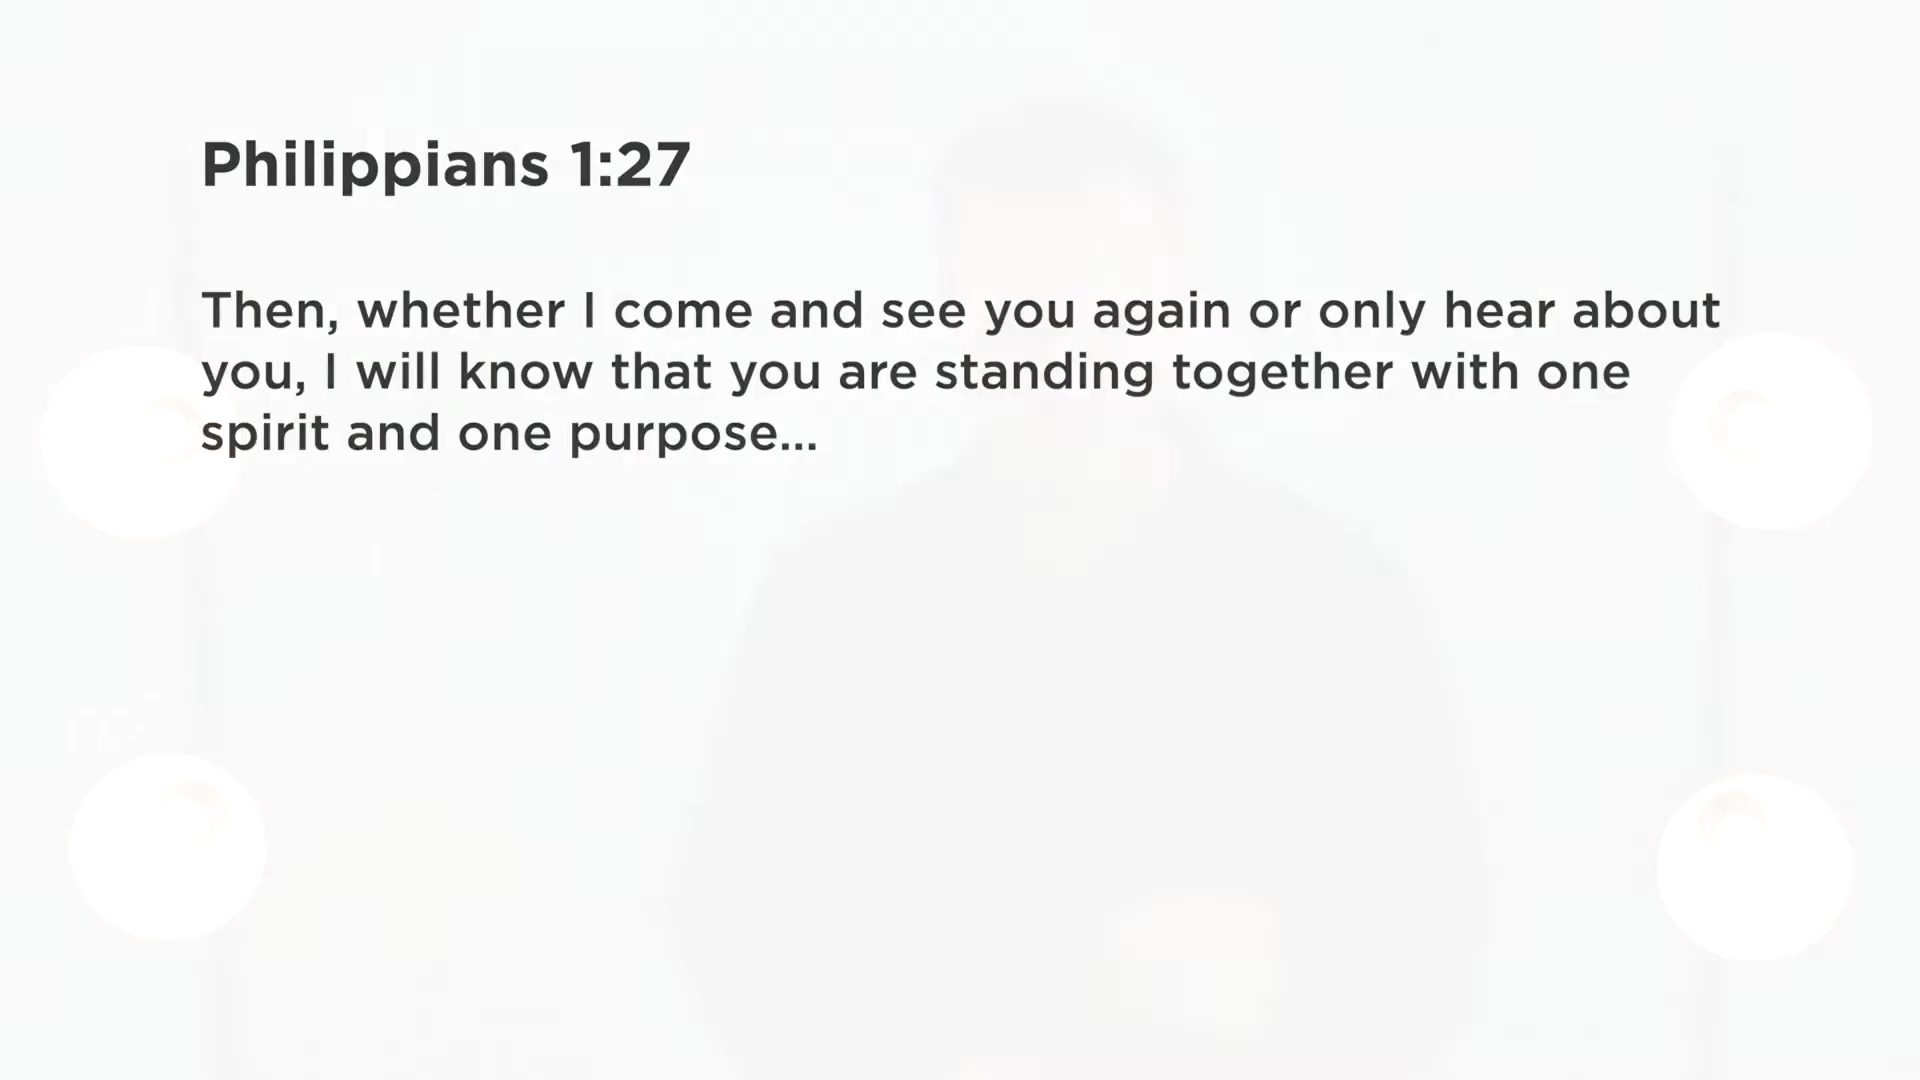 Philippians 1:27
Then, whether I come and see you again or only hear about
you, I will know that you are standing together with one
spirit and one purpose...